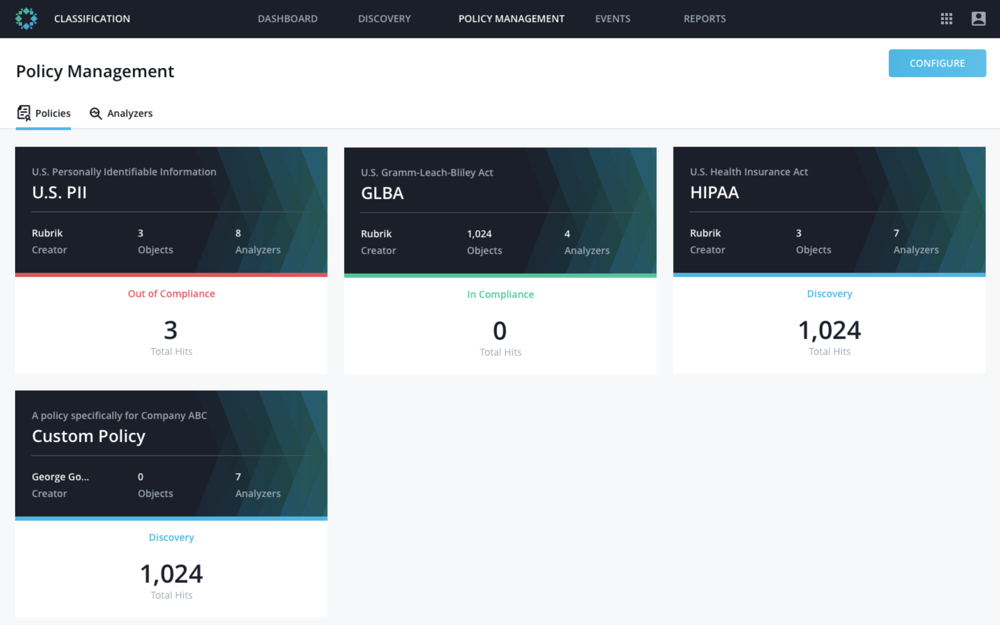 CLASSIFICATION DASHBOARD DISCOVERY POLICY MANAGEMENT EVENTS REPORTS
Policy Management
CONFIGURE
Policies Analyzers
U.S. Personally Identifiable Information
U.S. PII
Rubrik 3 8
Creator Objects Analyzers
Out of Compliance
3
Total Hits
U.S. Gramm-Leach-Bliley Act
GLBA
Rubrik 1,024 4
Creator Objects Analyzers
In Compliance
0
Total Hits
U.S. Health Insurance Act
HIPAA
Rubrik 3 7
Creator Objects Analyzers
Discovery
1,024
Total Hits
A policy specifically for Company ABC
Custom Policy
George Go... 0 7
Creator Objects Analyzers
Discovery
1,024
Total Hits